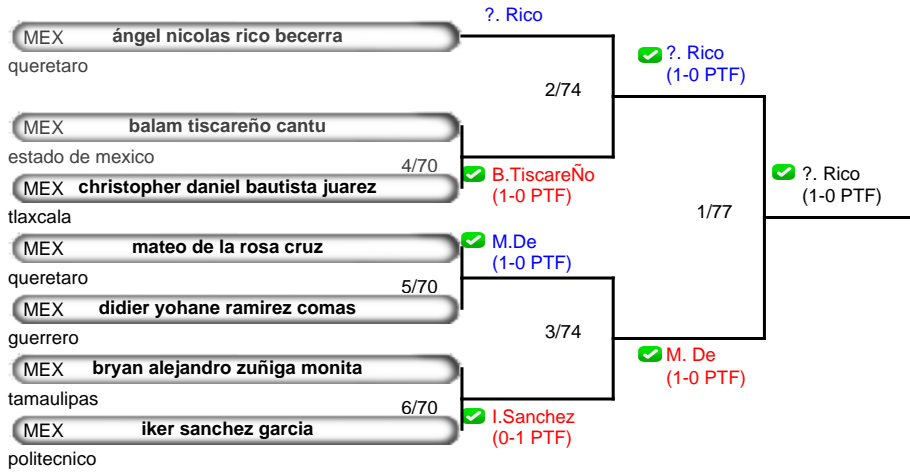 ?. Rico
MEX ángel nicolas rico becerra
queretaro
?. Rico
(1-0 PTF)
2/74
MEX balam tiscareño cantu
estado de mexico
4/70
MEX christopher daniel bautista juarez
tlaxcala
B.TiscareÑo
(1-0 PTF)
?. Rico
(1-0 PTF)
1/77
MEX mateo de la rosa cruz
queretaro
M.De
(1-0 PTF)
5/70
MEX didier yohane ramirez comas
guerrero
3/74
MEX bryan alejandro zuñiga monita
tamaulipas
M. De
(1-0 PTF)
6/70
MEX iker sanchez garcia
politecnico
I.Sanchez
(0-1 PTF)